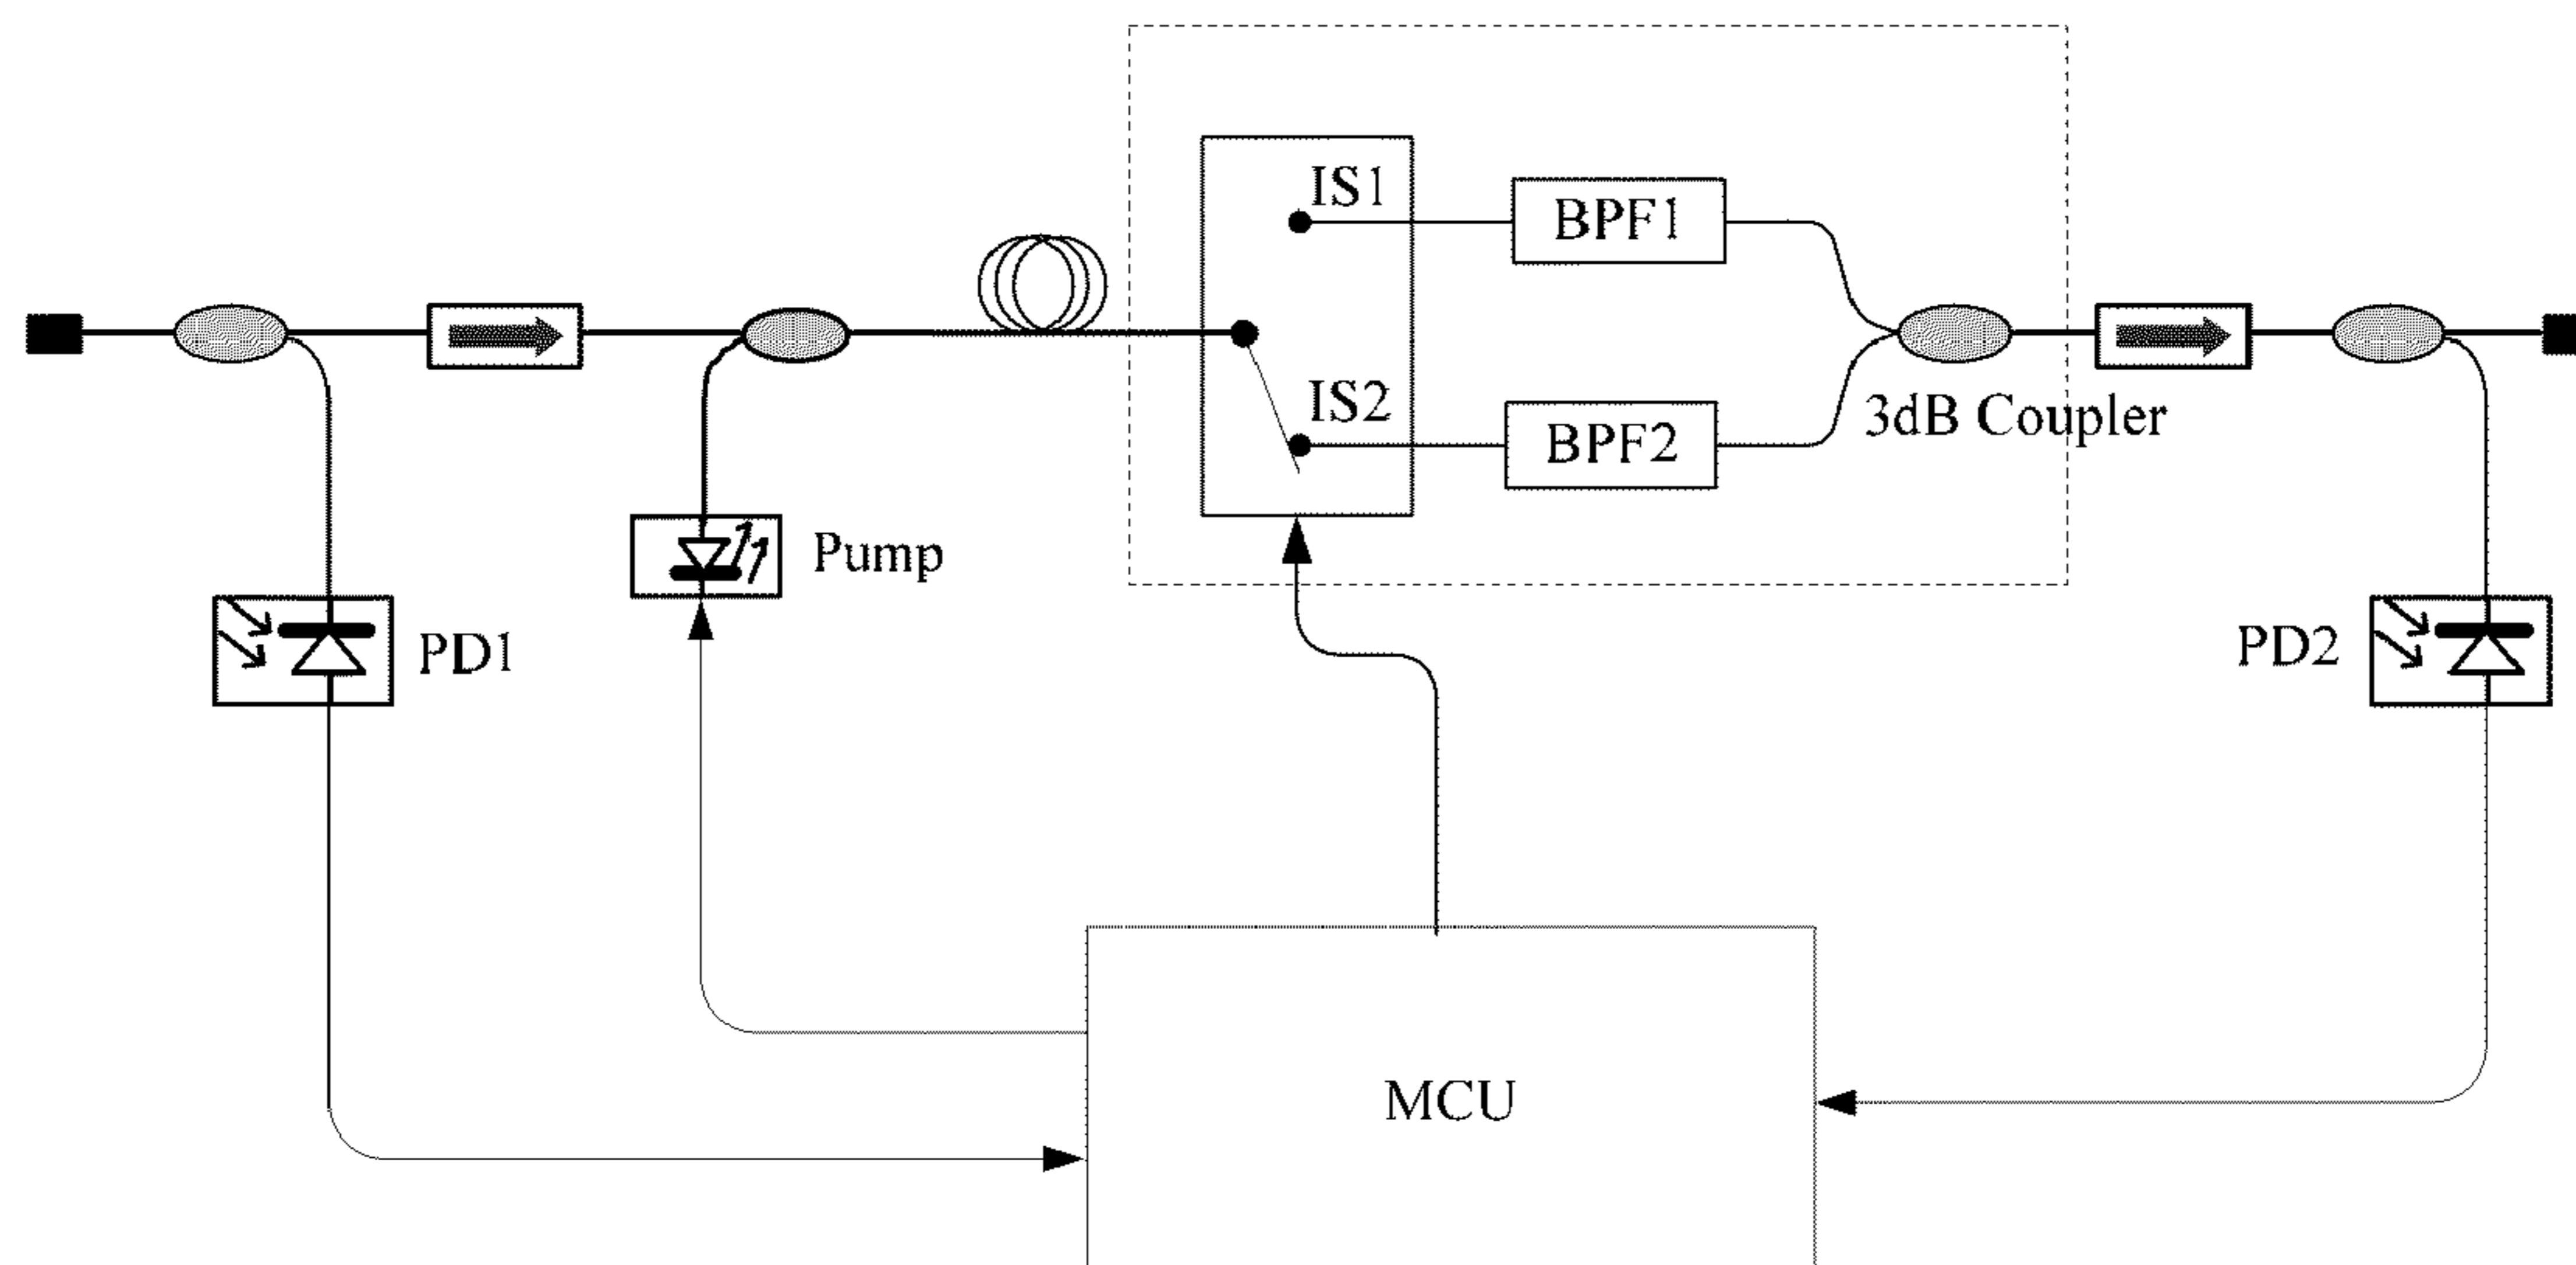 IS1
BPF1
IS2
3dB Coupler
BPF2
Pump
PD1
PD2
MCU